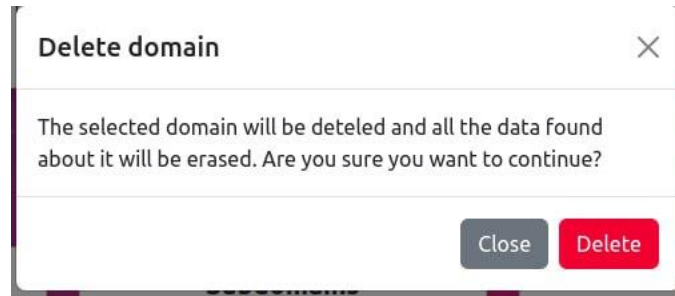 Delete domain
The selected domain will be deteled and all the data found
about it will be erased. Are you sure you want to continue?
Close Delete